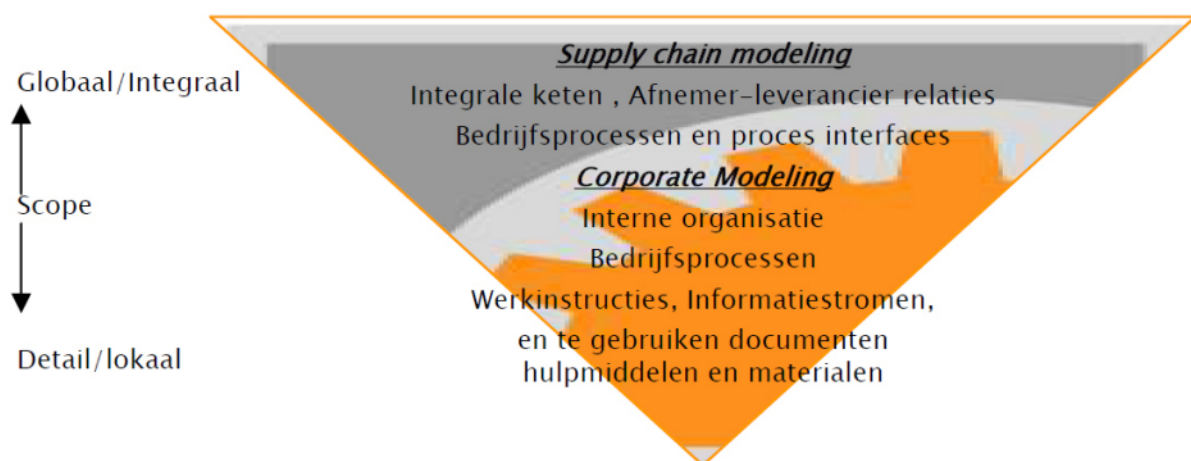 Supply chain modeling
Globaal/Integraal
Integrale keten , Afnemer-leverancier relaties
Bedrijfsprocessen en proces interfaces
Corporate Modeling
Scope
Interne organisatie
Bedrijfsprocessen
Werkinstructies, Informatiestromen,
en te gebruiken documenten
Detail/lokaal
hulpmiddelen en materialen